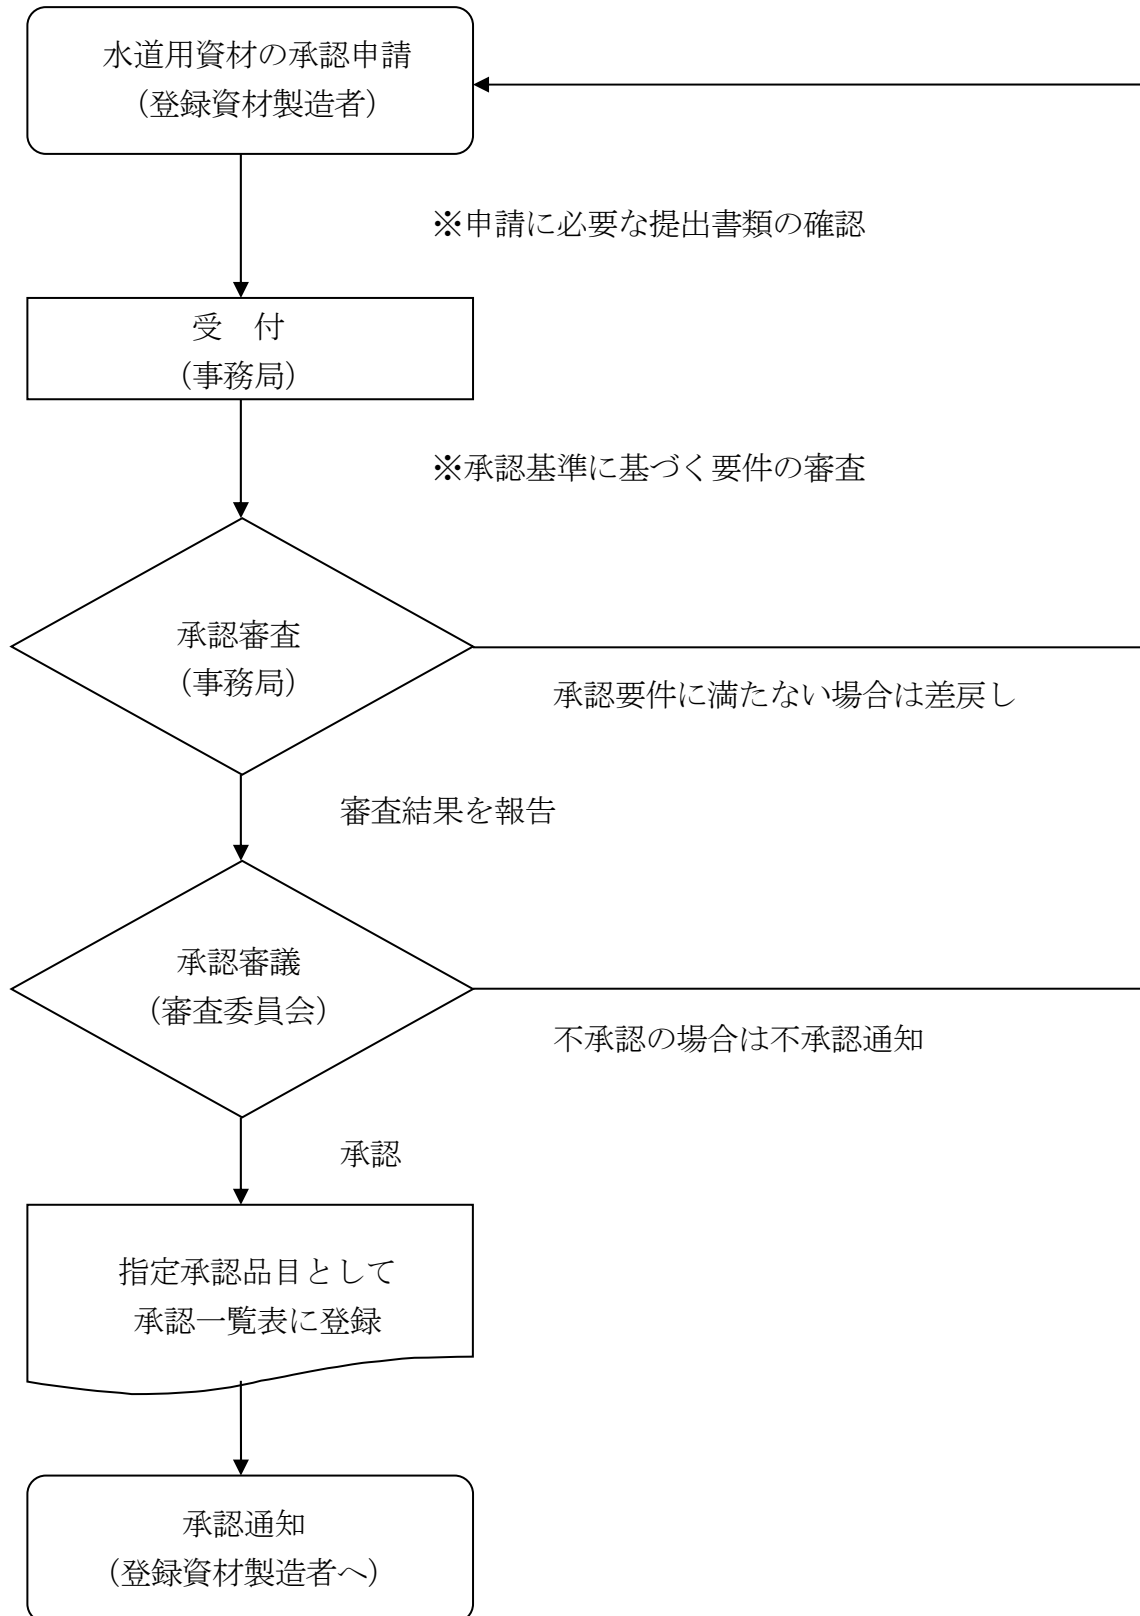 水道用資材の承認申請
（登録資材製造者）
※申請に必要な提出書類の確認
受　付
（事務局）
※承認基準に基づく要件の審査
承認審査
（事務局）
承認要件に満たない場合は差戻し
審査結果を報告
承認審議
（審査委員会）
不承認の場合は不承認通知
承認
指定承認品目として
承認一覧表に登録
承認通知
（登録資材製造者へ）